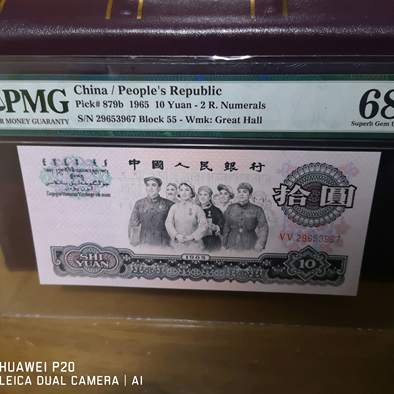 PMG
China / People's Republic
Pick# 879b 1965 10 Yuan - 2 R. Numerals
S/N 29653967 Block 55 - Wmk: Great Hall
68
Superb Gem
中國人民銀行
拾圓
VV 29653967
SHI
YUAN
1965
10
HUAWEI P20
LEICA DUAL CAMERA | AI